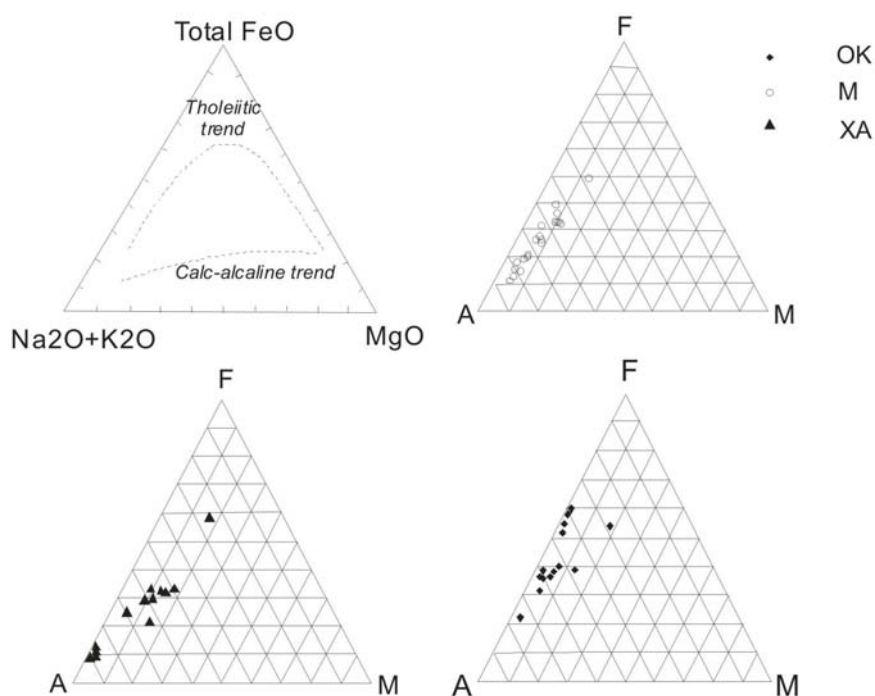 Total FeO
Tholeiitic
trend
Calc-alcaline trend
Na2O+K2O
MgO
F
A
M
OK
M
XA
F
A
M
F
A
M